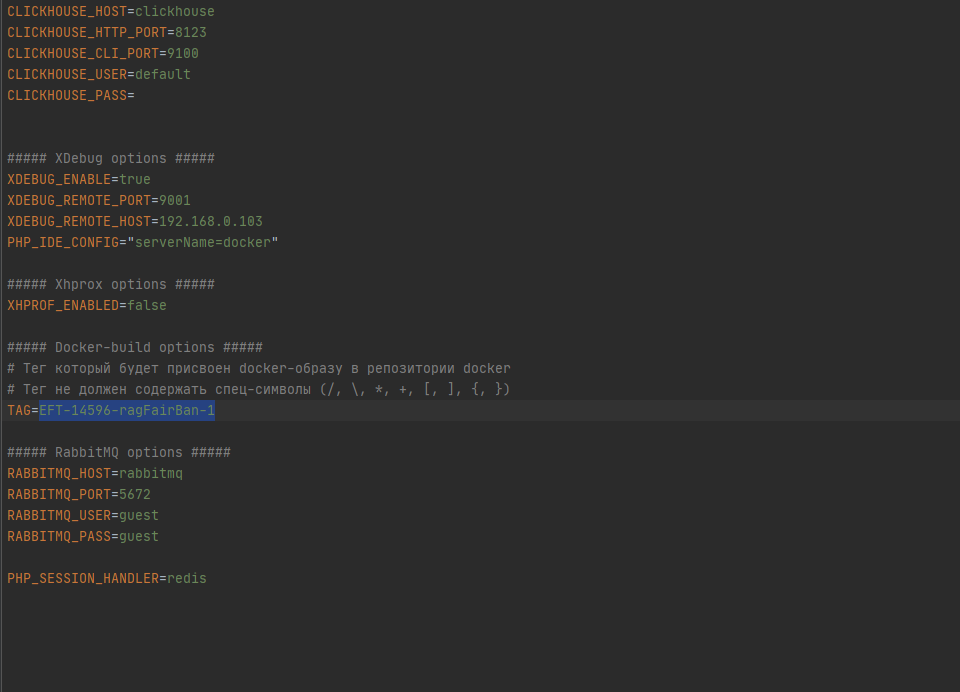 CLICKHOUSE_HOST=clickhouse
CLICKHOUSE_HTTP_PORT=8123
CLICKHOUSE_CLI_PORT=9100
CLICKHOUSE_USER=default
CLICKHOUSE_PASS=
##### XDebug options #####
XDEBUG_ENABLE=true
XDEBUG_REMOTE_PORT=9001
XDEBUG_REMOTE_HOST=192.168.0.103
PHP_IDE_CONFIG="serverName=docker"
##### Xhprox options #####
XHPROF_ENABLED=false
##### Docker-build options #####
# Тег который будет присвоен docker-образу в репозитории docker
# Тег не должен содержать спец-символы (/, \, *, +, [, ], {, })
TAG=EFT-14596-ragFairBan-1
##### RabbitMQ options #####
RABBITMQ_HOST=rabbitmq
RABBITMQ_PORT=5672
RABBITMQ_USER=guest
RABBITMQ_PASS=guest
PHP_SESSION_HANDLER=redis